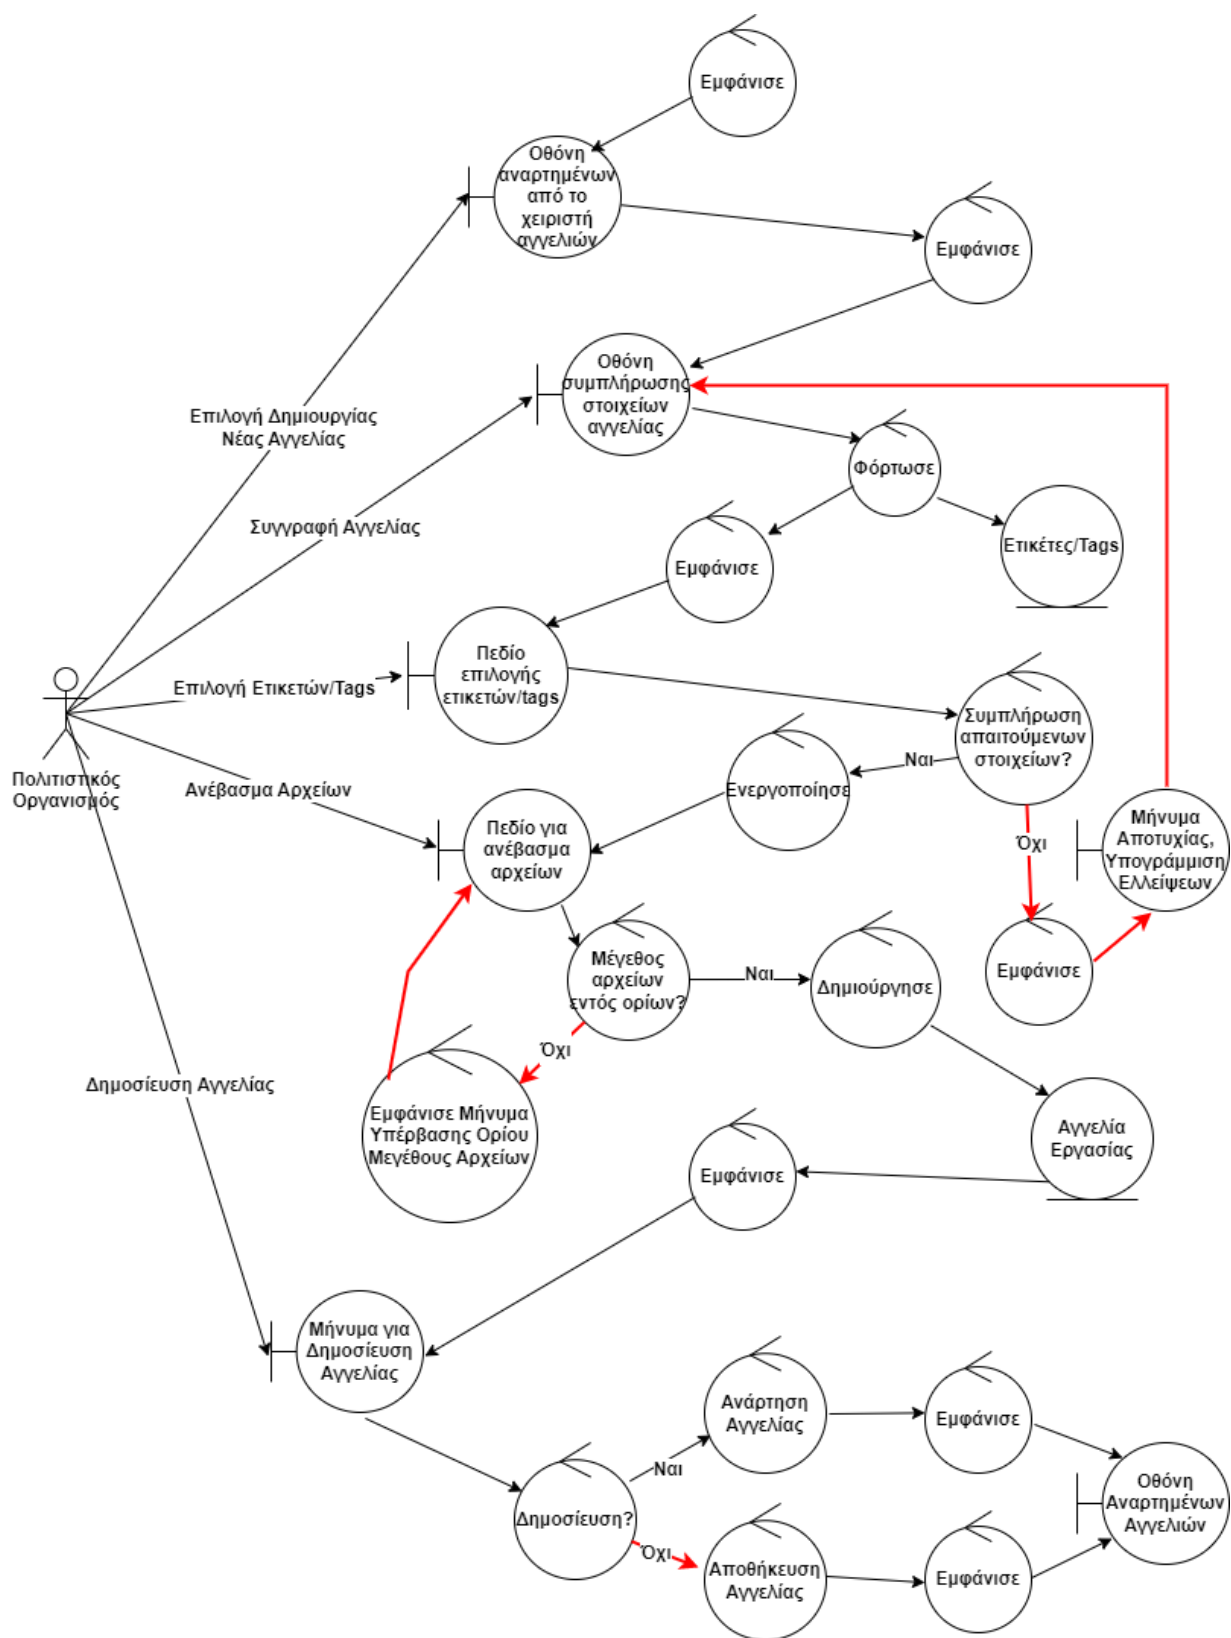 Εμφάνισε
Οθόνη
αναρτημένων
από το
χειριστή
αγγελιών
Εμφάνισε
Οθόνη
συμπλήρωσης
στοιχείων
αγγελίας
Επιλογή Δημιουργίας
Νέας Αγγελίας
Φόρτωσε
Συγγραφή Αγγελίας
Ετικέτες/Tags
Εμφάνισε
Πεδίο
επιλογής
ετικετών/tags
Επιλογή Ετικετών/Tags
Συμπλήρωση
απαιτούμενων
στοιχείων?
Ναι
Πολιτιστικός
Οργανισμός
Ανέβασμα Αρχείων
Ενεργοποίησε
Πεδίο για
ανέβασμα
αρχείων
Όχι
Μήνυμα
Αποτυχίας,
Υπογράμμιση
Ελλείψεων
Μέγεθος
αρχείων
εντός ορίων?
Ναι
Δημιούργησε
Εμφάνισε
Όχι
Δημοσίευση Αγγελίας
Εμφάνισε Μήνυμα
Υπέρβασης Ορίου
Μεγέθους Αρχείων
Αγγελία
Εργασίας
Εμφάνισε
Μήνυμα για
Δημοσίευση
Αγγελίας
Ανάρτηση
Αγγελίας
Εμφάνισε
Ναι
Οθόνη
Αναρτημένων
Αγγελιών
Δημοσίευση?
Όχι
Αποθήκευση
Αγγελίας
Εμφάνισε